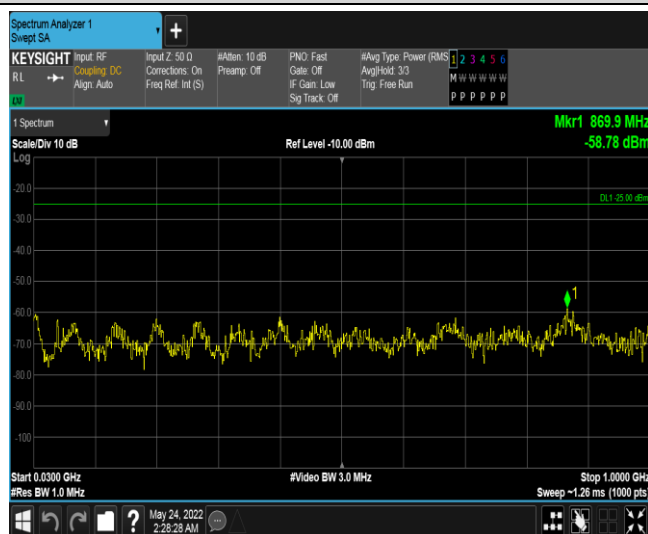 Spectrum Analyzer 1
Swept SA
+
KEYSIGHT
RL
LXI
Input: RF
Coupling: DC
Align: Auto
Input Z: 50 Ω
Corrections: On
Freq Ref: Int (S)
#Atten: 10 dB
Preamp: Off
PNO: Fast
Gate: Off
IF Gain: Low
Sig Track: Off
#Avg Type: Power (RMS
Avg|Hold: 3/3
Trig: Free Run
1 2 3 4 5 6
M W W W W W
P P P P P P
1 Spectrum
Scale/Div 10 dB
Log
Ref Level -10.00 dBm
Mkr1 869.9 MHz
-58.78 dBm
DL1 -25.00 dBm
-20.0
-30.0
-40.0
-50.0
-60.0
-70.0
-80.0
-90.0
-100
1
Start 0.0300 GHz
#Res BW 1.0 MHz
#Video BW 3.0 MHz
Stop 1.0000 GHz
Sweep ~1.26 ms (1000 pts)
?
May 24, 2022
2:28:28 AM